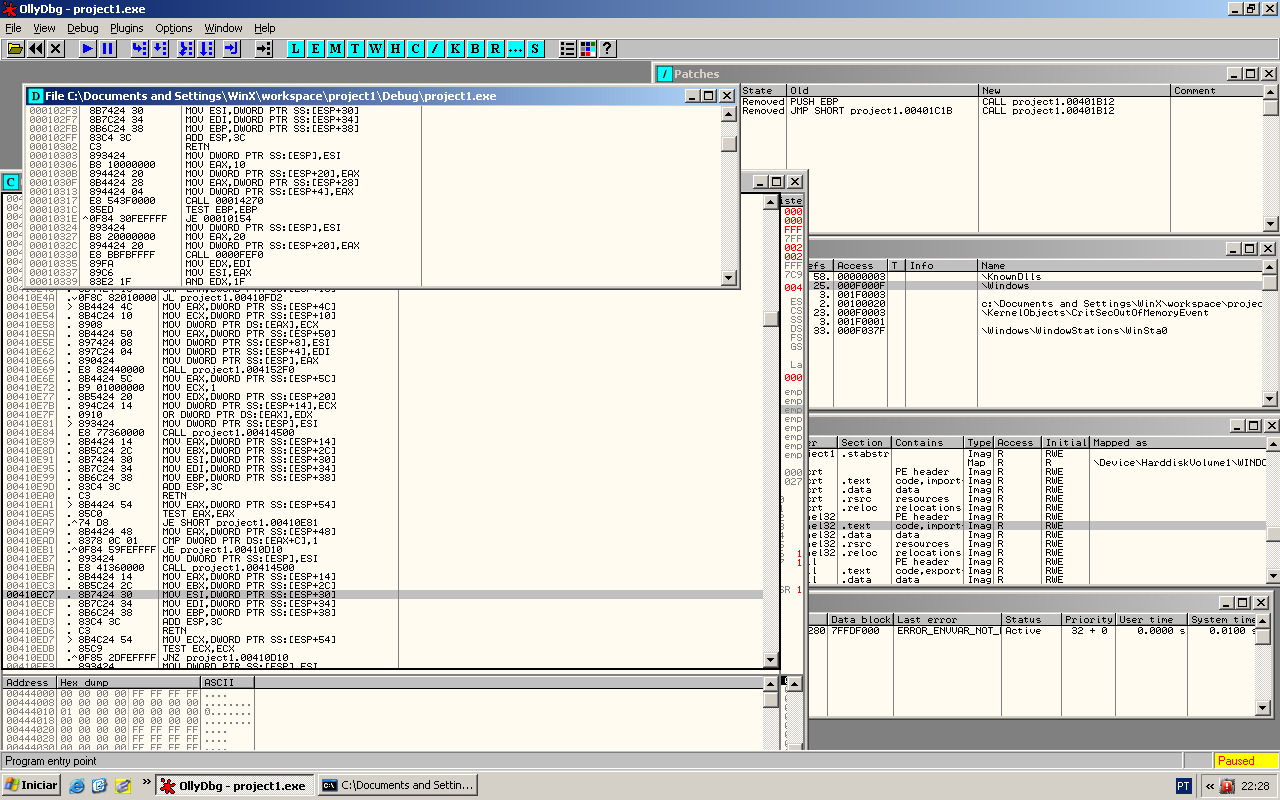 OllyDbg - project1.exe
File View Debug Plugins Options Window Help
L E M T W H C / K B R ... S ?
Patches
State Old New Comment
Removed PUSH EBP CALL project1.00401B12
Removed JMP SHORT project1.00401C1B CALL project1.00401B12
D File C:\Documents and Settings\WinX\workspace\project1\Debug\project1.exe
000102F3 8B7424 30 MOV ESI,DWORD PTR SS:[ESP+30]
000102F7 8B7C24 34 MOV EDI,DWORD PTR SS:[ESP+34]
000102FB 8B6C24 38 MOV EBP,DWORD PTR SS:[ESP+38]
000102FF 83C4 3C ADD ESP,3C
00010302 C3 RETN
00010303 893424 MOV DWORD PTR SS:[ESP],ESI
00010306 B8 10000000 MOV EAX,10
0001030B 894424 20 MOV DWORD PTR SS:[ESP+20],EAX
0001030F 8B4424 28 MOV EAX,DWORD PTR SS:[ESP+28]
00010313 894424 04 MOV DWORD PTR SS:[ESP+4],EAX
00010317 E8 543F0000 CALL 00014270
0001031C 85ED TEST EBP,EBP
0001031E ^0F84 30FEFFFF JE 00010154
00010324 893424 MOV DWORD PTR SS:[ESP],ESI
00010327 B8 20000000 MOV EAX,20
0001032C 894424 20 MOV DWORD PTR SS:[ESP+20],EAX
00010330 E8 BBFBFFFF CALL 0000FEF0
00010335 89FA MOV EDX,EDI
00010337 89C6 MOV ESI,EAX
00010339 83E2 1F AND EDX,1F
C
00410E4A .v0F8C 82010000 JL project1.00410FD2
00410E50 > 8B4424 4C MOV EAX,DWORD PTR SS:[ESP+4C]
00410E54 . 8B4C24 10 MOV ECX,DWORD PTR SS:[ESP+10]
00410E58 . 8908 MOV DWORD PTR DS:[EAX],ECX
00410E5A . 8B4424 50 MOV EAX,DWORD PTR SS:[ESP+50]
00410E5E . 897424 08 MOV DWORD PTR SS:[ESP+8],ESI
00410E62 . 897C24 04 MOV DWORD PTR SS:[ESP+4],EDI
00410E66 . 890424 MOV DWORD PTR SS:[ESP],EAX
00410E69 . E8 82440000 CALL project1.004152F0
00410E6E . 8B4424 5C MOV EAX,DWORD PTR SS:[ESP+5C]
00410E72 . B9 01000000 MOV ECX,1
00410E77 . 8B5424 20 MOV EDX,DWORD PTR SS:[ESP+20]
00410E7B . 894C24 14 MOV DWORD PTR SS:[ESP+14],ECX
00410E7F . 0910 OR DWORD PTR DS:[EAX],EDX
00410E81 > 893424 MOV DWORD PTR SS:[ESP],ESI
00410E84 . E8 77360000 CALL project1.00414500
00410E89 . 8B4424 14 MOV EAX,DWORD PTR SS:[ESP+14]
00410E8D . 8B5C24 2C MOV EBX,DWORD PTR SS:[ESP+2C]
00410E91 . 8B7424 30 MOV ESI,DWORD PTR SS:[ESP+30]
00410E95 . 8B7C24 34 MOV EDI,DWORD PTR SS:[ESP+34]
00410E99 . 8B6C24 38 MOV EBP,DWORD PTR SS:[ESP+38]
00410E9D . 83C4 3C ADD ESP,3C
00410EA0 . C3 RETN
00410EA1 > 8B4424 54 MOV EAX,DWORD PTR SS:[ESP+54]
00410EA5 . 85C0 TEST EAX,EAX
00410EA7 .^74 D8 JE SHORT project1.00410E81
00410EA9 . 8B4424 48 MOV EAX,DWORD PTR SS:[ESP+48]
00410EAD . 8378 0C 01 CMP DWORD PTR DS:[EAX+C],1
00410EB1 .^0F84 59FEFFFF JE project1.00410D10
00410EB7 . 893424 MOV DWORD PTR SS:[ESP],ESI
00410EBA . E8 41360000 CALL project1.00414500
00410EBF . 8B4424 14 MOV EAX,DWORD PTR SS:[ESP+14]
00410EC3 . 8B5C24 2C MOV EBX,DWORD PTR SS:[ESP+2C]
00410EC7 . 8B7424 30 MOV ESI,DWORD PTR SS:[ESP+30]
00410ECB . 8B7C24 34 MOV EDI,DWORD PTR SS:[ESP+34]
00410ECF . 8B6C24 38 MOV EBP,DWORD PTR SS:[ESP+38]
00410ED3 . 83C4 3C ADD ESP,3C
00410ED6 . C3 RETN
00410ED7 > 8B4C24 54 MOV ECX,DWORD PTR SS:[ESP+54]
00410EDB . 85C9 TEST ECX,ECX
00410EDD .^0F85 2DFEFFFF JNZ project1.00410D10
Address Hex dump ASCII
00444000 00 00 00 00 FF FF FF FF ....
00444008 00 00 00 00 00 00 00 00 ........
00444010 01 00 00 00 00 00 00 00 ........
00444018 00 00 00 00 00 00 00 00 ........
00444020 00 00 00 00 FF FF FF FF ....
00444028 00 00 00 00 FF FF FF FF ....
00444030 00 00 00 00 FF FF FF FF ....
Access T Info Name
58. 00000003 \KnownDlls
25. 000F000F \Windows
3. 001F0003
2. 00100020 c:\Documents and Settings\WinX\workspace\projec
23. 000F0003 \KernelObjects\CritSecOutOfMemoryEvent
3. 001F0001
33. 000F037F \Windows\WindowStations\WinSta0
Section Contains Type Access Initial Mapped as
ject1 .stabstr Imag R RWE
Map R R \Device\HarddiskVolume1\WINDO
PE header Imag R RWE
.text code,import Imag R RWE
.data data Imag R RWE
.rsrc resources Imag R RWE
.reloc relocations Imag R RWE
nel32 PE header Imag R RWE
nel32 .text code,import Imag R RWE
nel32 .data data Imag R RWE
nel32 .rsrc resources Imag R RWE
nel32 .reloc relocations Imag R RWE
PE header Imag R RWE
.text code,export Imag R RWE
.data data Imag R RWE
Data block Last error Status Priority User time System time
280 7FFDF000 ERROR_ENVVAR_NOT_ Active 32 + 0 0.0000 s 0.0100 s
Program entry point
Paused
Iniciar
OllyDbg - project1.exe
C:\Documents and Settin...
PT
22:28